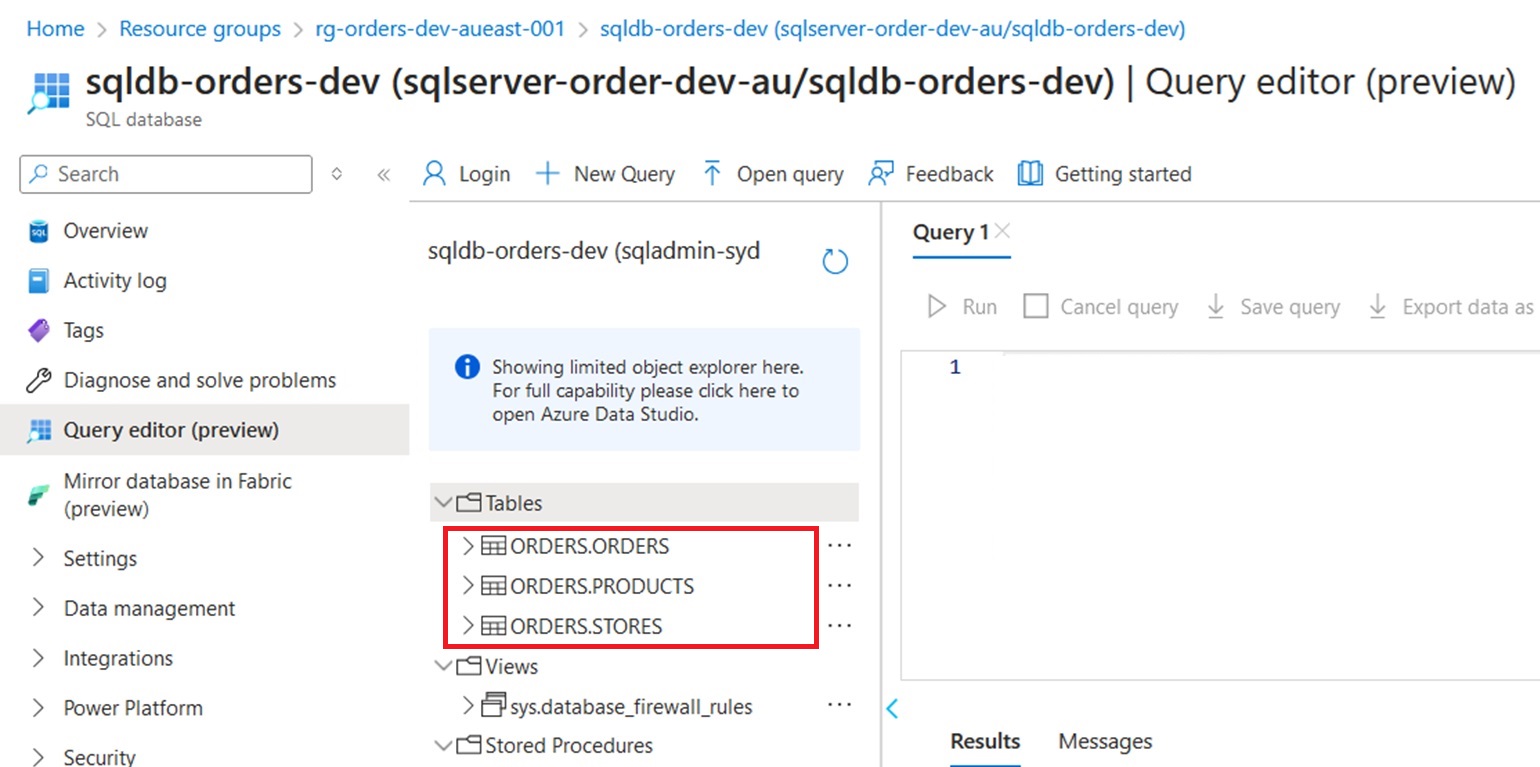 Home > Resource groups > rg-orders-dev-aueast-001 > sqldb-orders-dev (sqlserver-order-dev-au/sqldb-orders-dev)
sqldb-orders-dev (sqlserver-order-dev-au/sqldb-orders-dev) | Query editor (preview)
SQL database
Search
Overview
Activity log
Tags
Diagnose and solve problems
Query editor (preview)
Mirror database in Fabric
(preview)
Settings
Data management
Integrations
Power Platform
Security
Login
New Query
Open query
Feedback
Getting started
sqldb-orders-dev (sqladmin-syd
Showing limited object explorer here.
For full capability please click here to
open Azure Data Studio.
Tables
ORDERS.ORDERS ...
ORDERS.PRODUCTS ...
ORDERS.STORES ...
Views
sys.database_firewall_rules ...
Stored Procedures
Query 1
Run
Cancel query
Save query
Export data as
1
Results
Messages